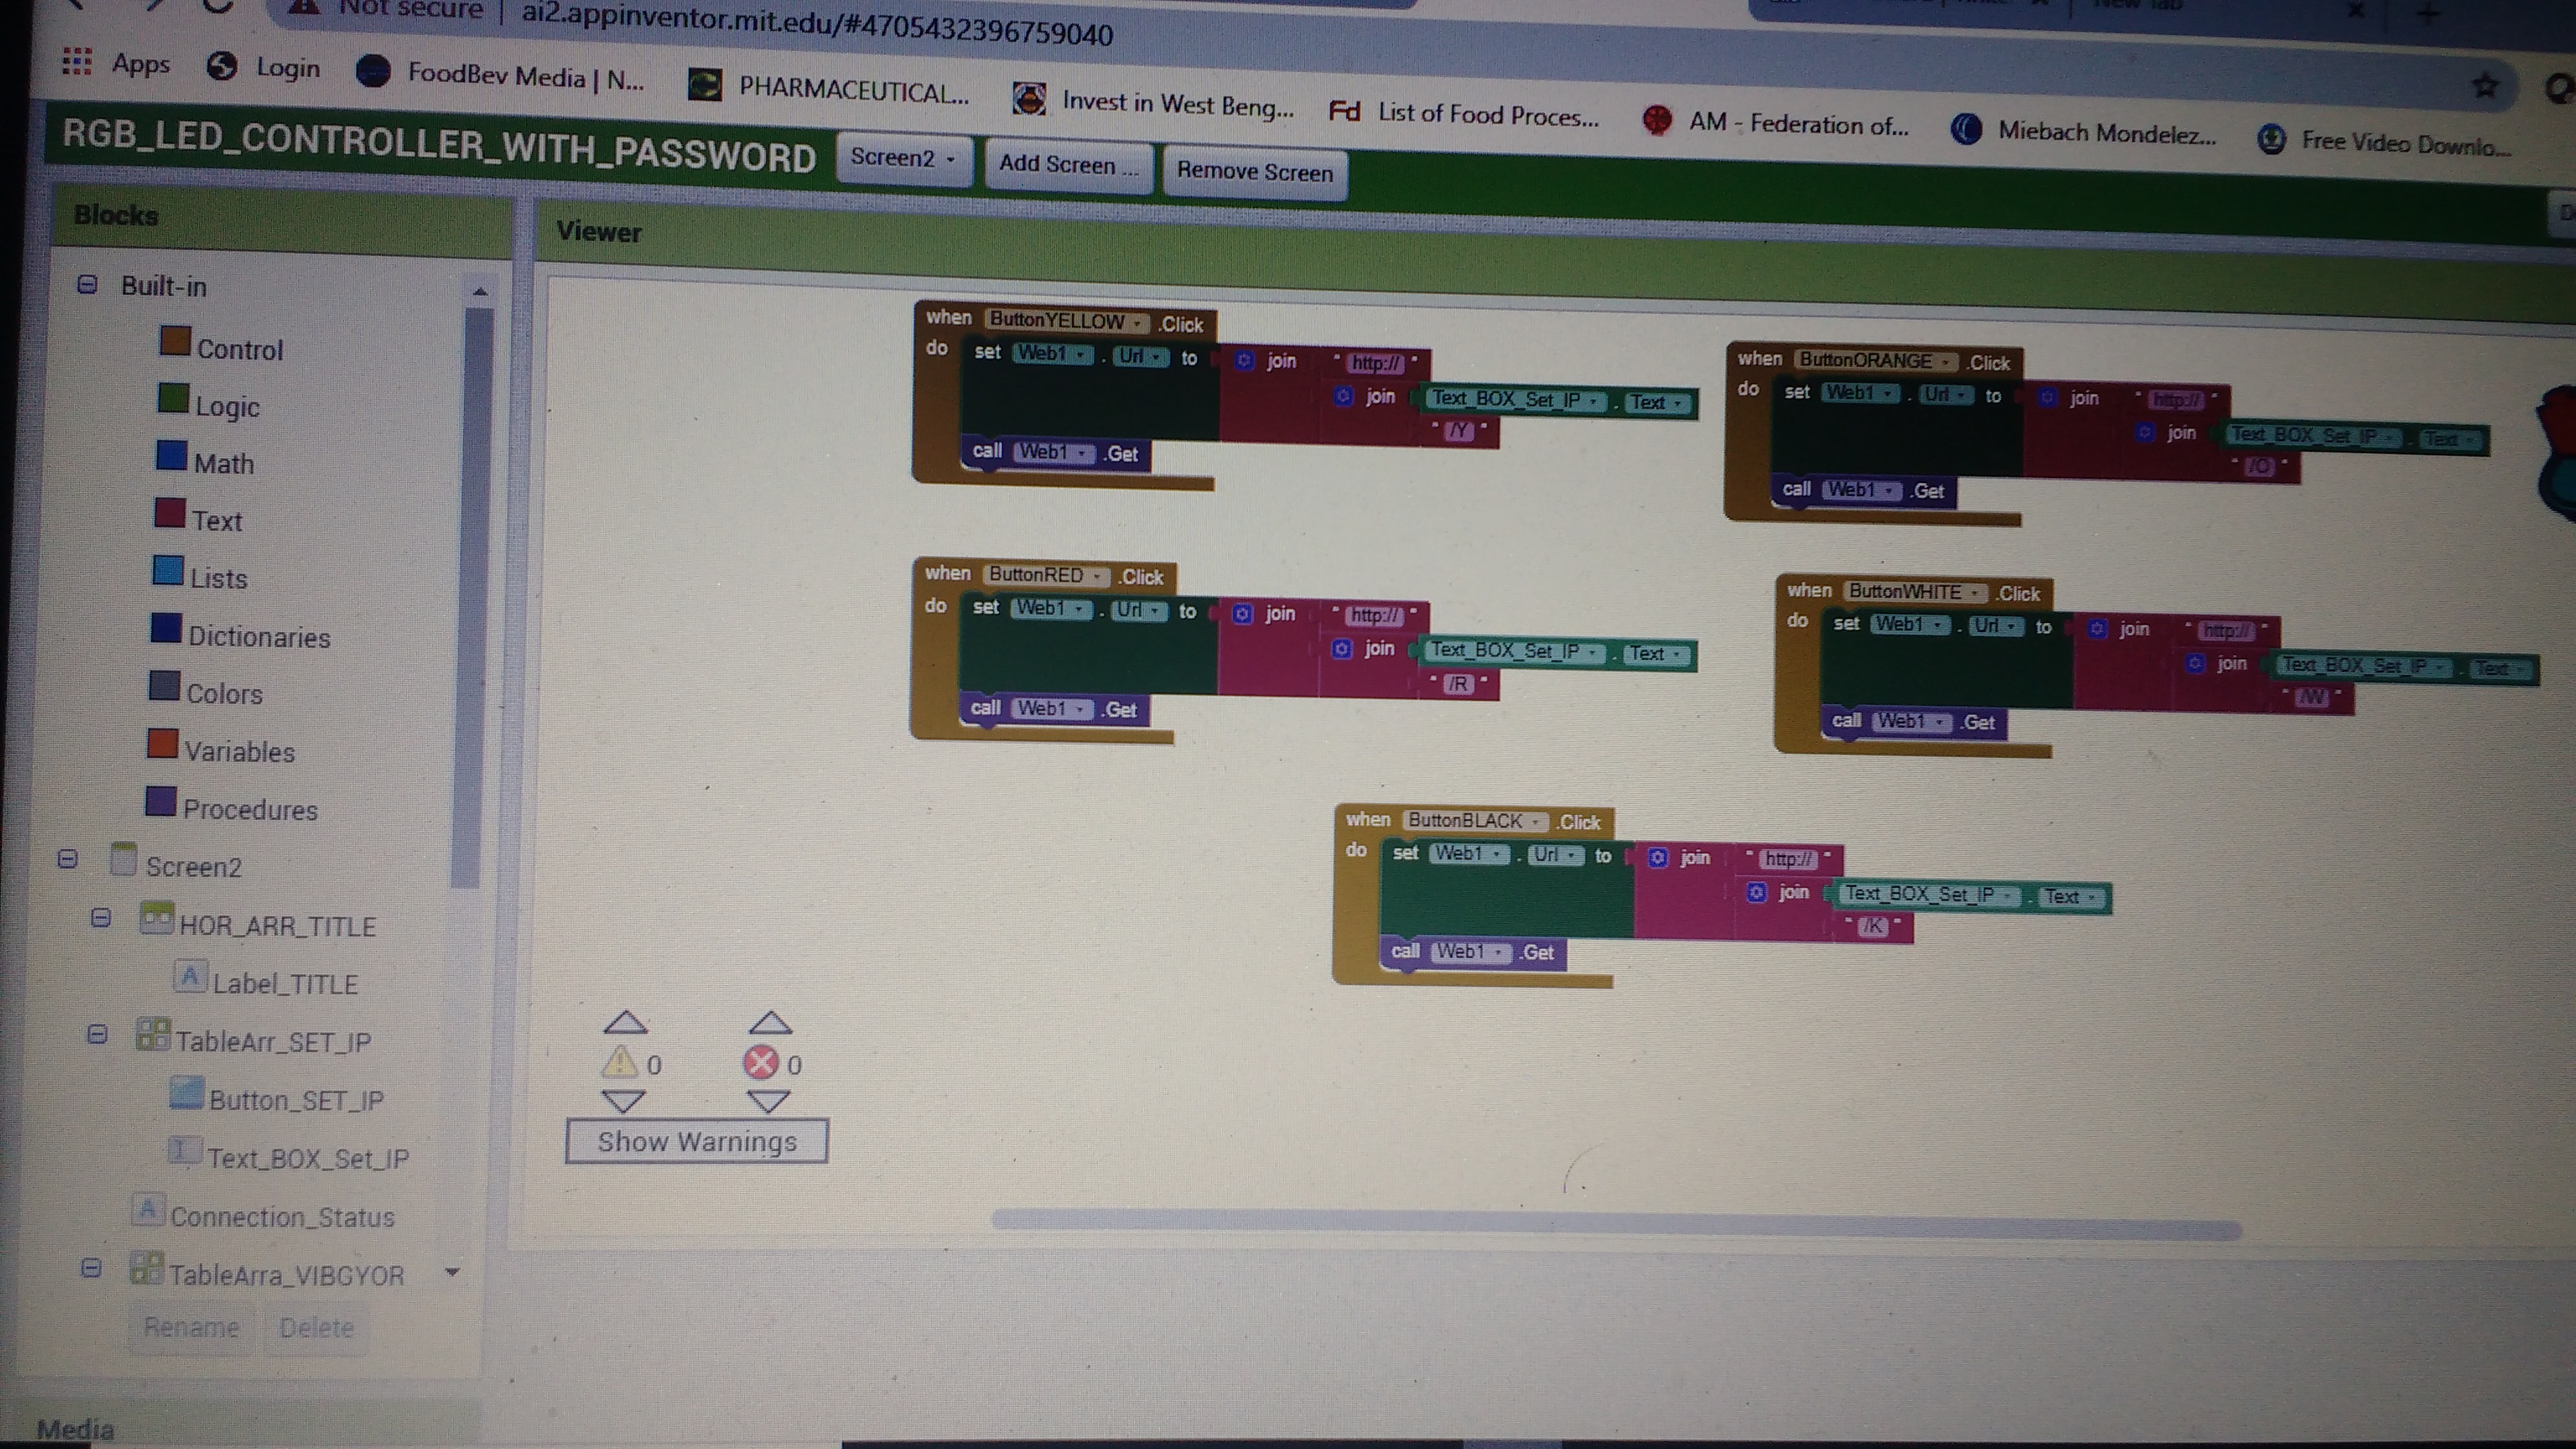 Not secure | ai2.appinventor.mit.edu/#4705432396759040
Apps Login FoodBev Media | N... PHARMACEUTICAL... Invest in West Beng... Fd List of Food Proces... AM - Federation of... Miebach Mondelez... Free Video Downlo...
RGB_LED_CONTROLLER_WITH_PASSWORD Screen2 Add Screen ... Remove Screen
Blocks
Built-in
Control
Logic
Math
Text
Lists
Dictionaries
Colors
Variables
Procedures
Screen2
HOR_ARR_TITLE
A Label_TITLE
TableArr_SET_IP
Button_SET_IP
Text_BOX_Set_IP
A Connection_Status
TableArra_VIBGYOR
Rename Delete
Media
Viewer
when ButtonYELLOW .Click
do set Web1 . Url to join " http:// "
join Text_BOX_Set_IP . Text
" /Y "
call Web1 .Get
when ButtonORANGE .Click
do set Web1 . Url to join " http:// "
join Text_BOX_Set_IP . Text
" /O "
call Web1 .Get
when ButtonRED .Click
do set Web1 . Url to join " http:// "
join Text_BOX_Set_IP . Text
" /R "
call Web1 .Get
when ButtonWHITE .Click
do set Web1 . Url to join " http:// "
join Text_BOX_Set_IP . Text
" /W "
call Web1 .Get
when ButtonBLACK .Click
do set Web1 . Url to join " http:// "
join Text_BOX_Set_IP . Text
" /K "
call Web1 .Get
0 0
Show Warnings